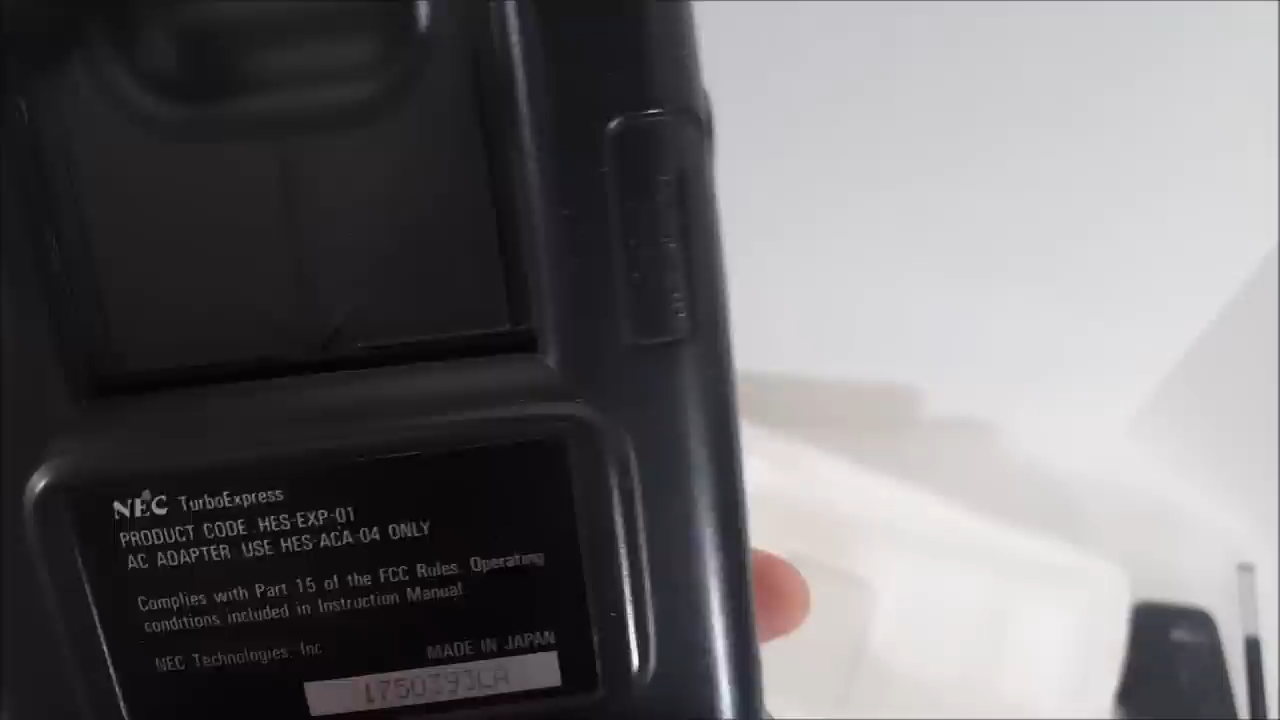 NEC TurboExpress
PRODUCT CODE HES-EXP-01
AC ADAPTER USE HES-ACA-04 ONLY
Complies with Part 15 of the FCC Rules. Operating
conditions included in Instruction Manual
NEC Technologies, Inc
MADE IN JAPAN